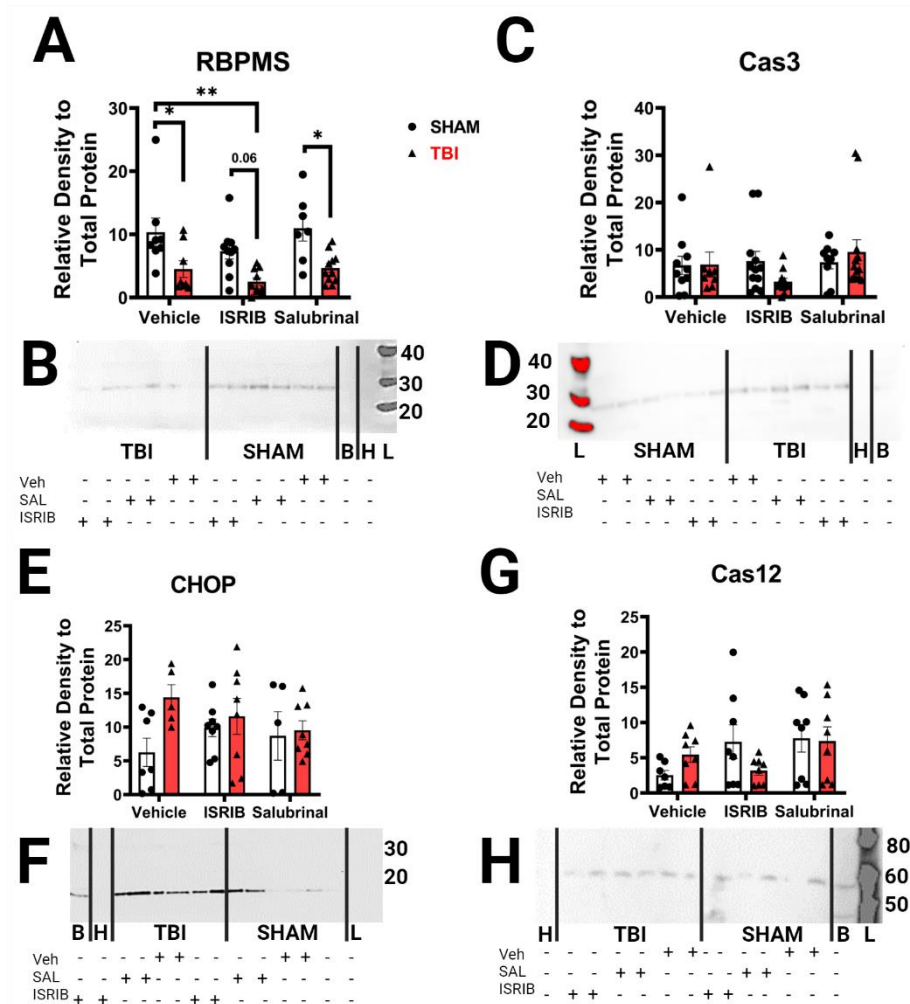 A
RBPMS
**
*
0.06
*
SHAM
TBI
Relative Density to
Total Protein
30
20
10
0
Vehicle ISRIB Salubrinal
B
40
30
20
TBI SHAM B H L
Veh - - - - + + - - - - + + - - -
SAL - - + + - - - - + + - - - - -
ISRIB + + - - - - + + - - - - - - -
C
Cas3
Relative Density to
Total Protein
40
30
20
10
0
Vehicle ISRIB Salubrinal
D
40
30
20
L SHAM TBI H B
Veh + + - - - - + + - - - - - -
SAL - - + + - - - - + + - - - -
ISRIB - - - - + + - - - - + + - -
E
CHOP
Relative Density to
Total Protein
25
20
15
10
5
0
Vehicle ISRIB Salubrinal
F
30
20
B H TBI SHAM L
Veh - - - - + + - - - - + + - - -
SAL - - + + - - - - + + - - - - -
ISRIB + + - - - - + + - - - - - - -
G
Cas12
Relative Density to
Total Protein
25
20
15
10
5
0
Vehicle ISRIB Salubrinal
H
80
60
50
H TBI SHAM B L
Veh - - - - - + + - - - - + + - -
SAL - - - + + - - - - + + - - - -
ISRIB - + + - - - - + + - - - - - -